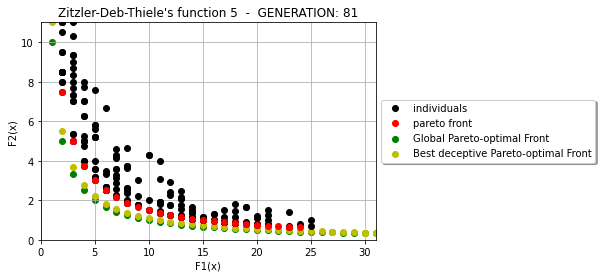 Zitzler-Deb-Thiele's function 5 - GENERATION: 81
F2(x)
10
8
6
4
2
0
0
5
10
15
20
25
30
F1(x)
individuals
pareto front
Global Pareto-optimal Front
Best deceptive Pareto-optimal Front